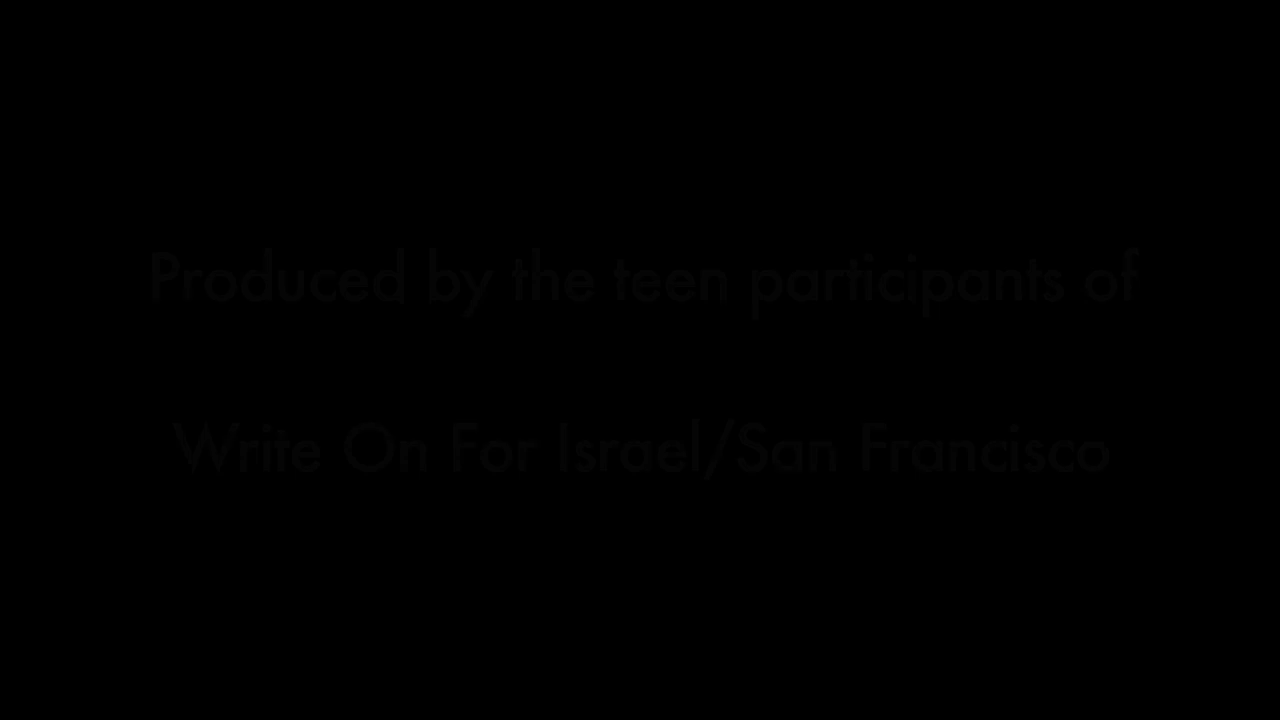 Produced by the teen participants of
Write On For Israel/San Francisco